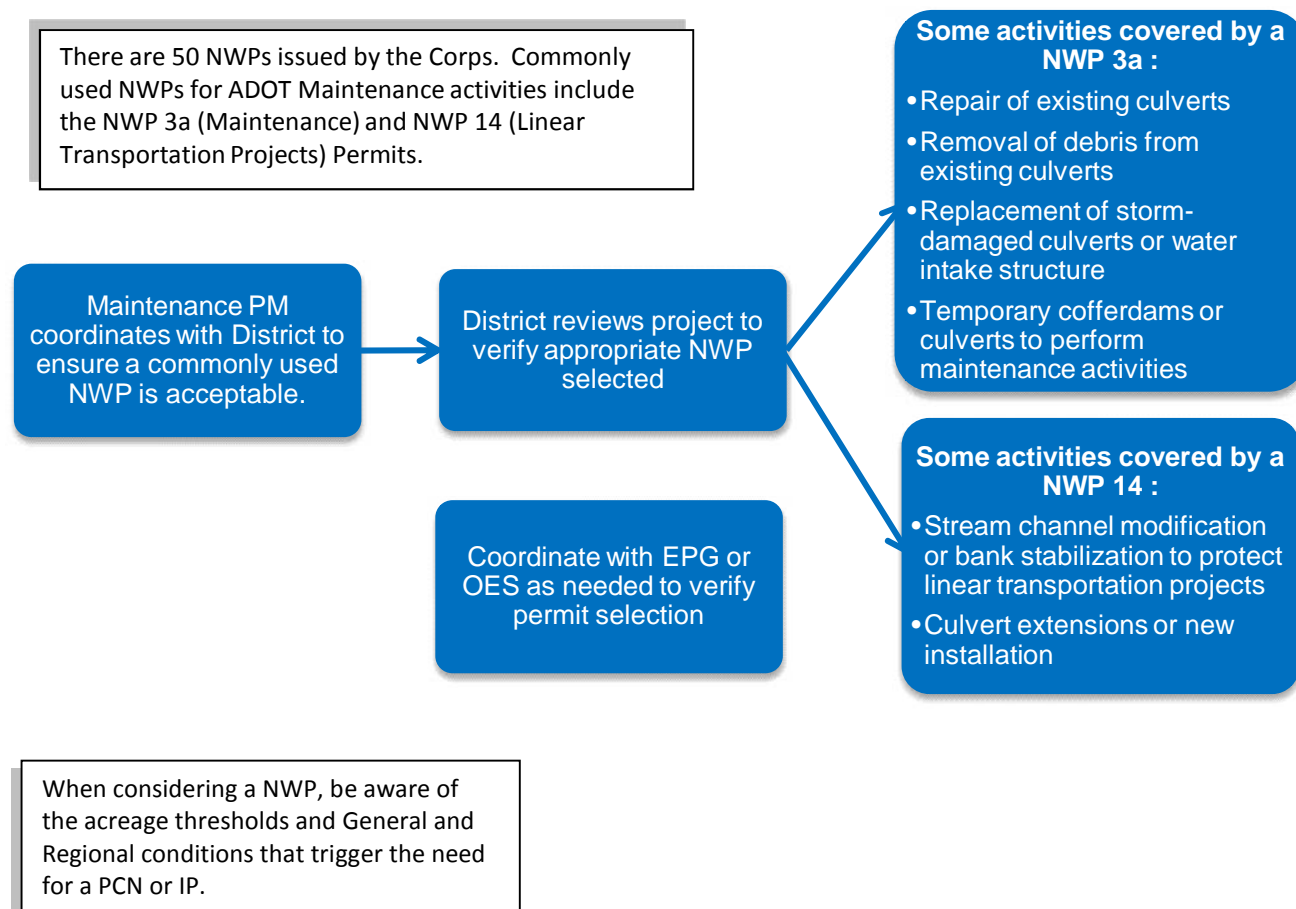 There are 50 NWPs issued by the Corps.  Commonly
used NWPs for ADOT Maintenance activities include
the NWP 3a (Maintenance) and NWP 14 (Linear
Transportation Projects) Permits.
Maintenance PM
coordinates with District to
ensure a commonly used
NWP is acceptable.
District reviews project to
verify appropriate NWP
selected
Some activities covered by a
NWP 3a :
•Repair of existing culverts
•Removal of debris from
existing culverts
•Replacement of storm-
damaged culverts or water
intake structure
•Temporary cofferdams or
culverts to perform
maintenance activities
Coordinate with EPG or
OES as needed to verify
permit selection
Some activities covered by a
NWP 14 :
•Stream channel modification
or bank stabilization to protect
linear transportation projects
•Culvert extensions or new
installation
When considering a NWP, be aware of
the acreage thresholds and General and
Regional conditions that trigger the need
for a PCN or IP.